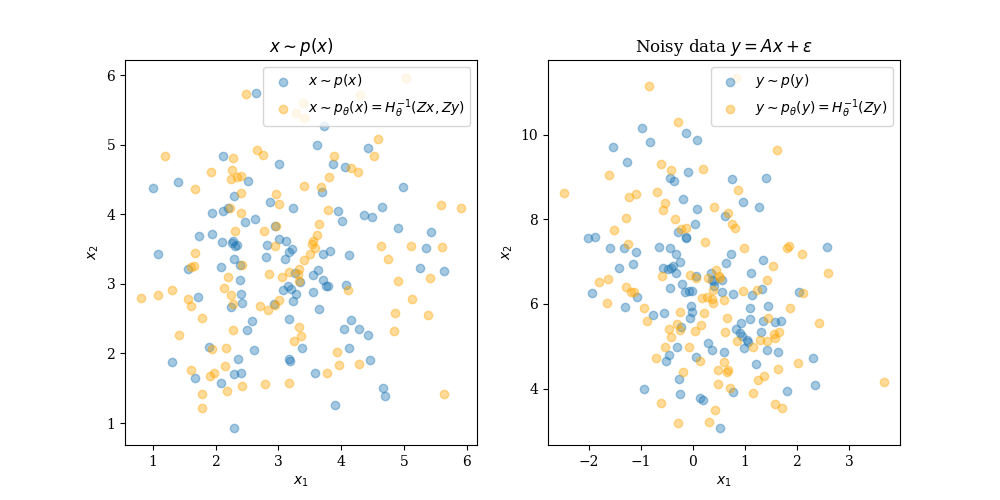 x ∼ p(x)
x ∼ p(x)
x ∼ p_θ(x) = H_θ^{-1}(Zx, Zy)
6
5
4
3
2
1
x_2
1 2 3 4 5 6
x_1
Noisy data y = Ax + ε
y ∼ p(y)
y ∼ p_θ(y) = H_θ^{-1}(Zy)
10
8
6
4
x_2
−2 −1 0 1 2 3
x_1